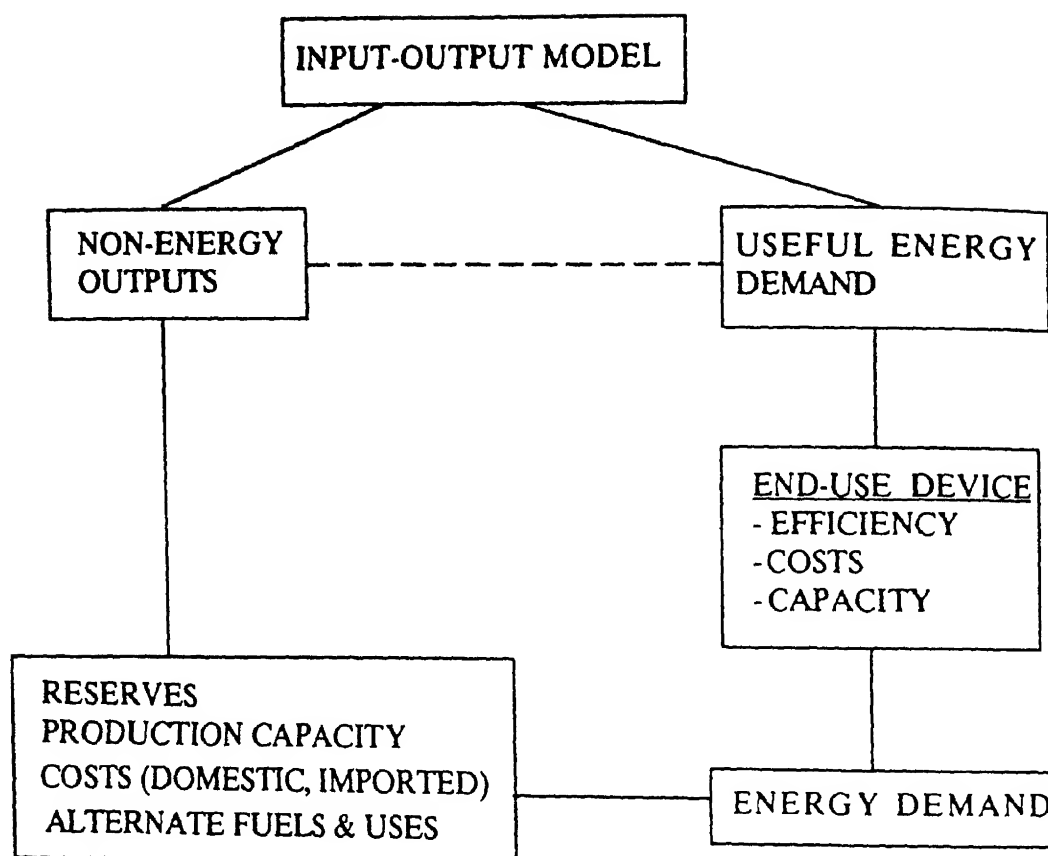 INPUT-OUTPUT MODEL
NON-ENERGY
OUTPUTS
USEFUL ENERGY
DEMAND
END-USE DEVICE
- EFFICIENCY
-COSTS
-CAPACITY
RESERVES
PRODUCTION CAPACITY
COSTS (DOMESTIC, IMPORTED)
ALTERNATE FUELS & USES
ENERGY DEMAND